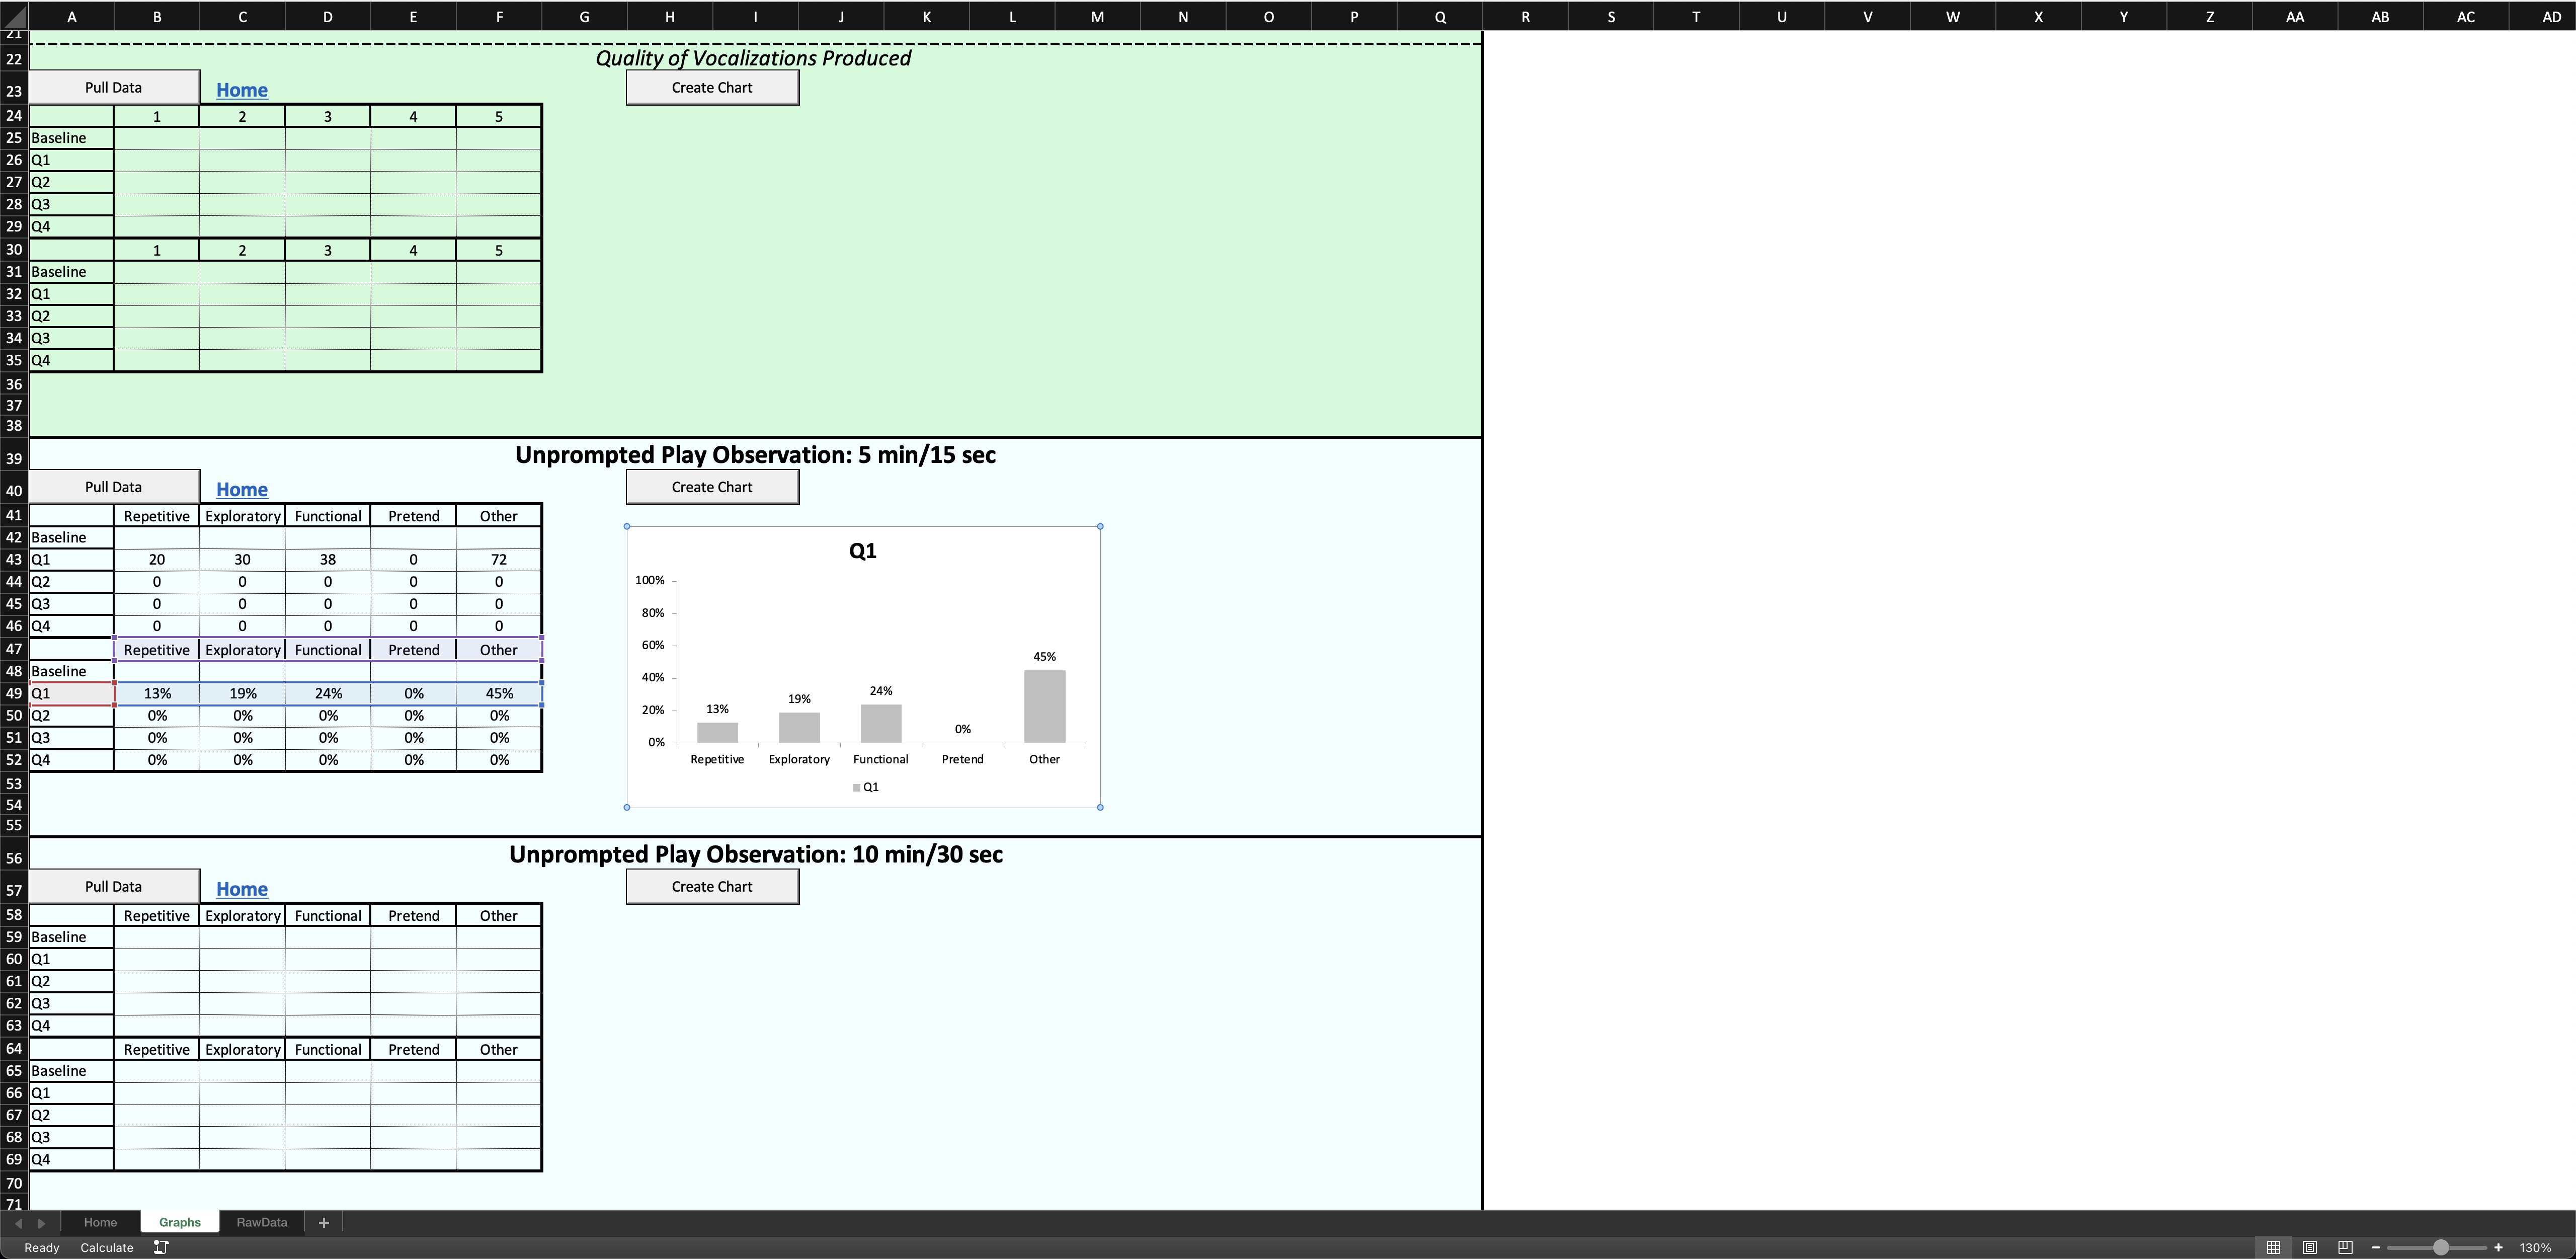 A B C D E F G H I J K L M N O P Q R S T U V W X Y Z AA AB AC AD
21
22 Quality of Vocalizations Produced
23 Pull Data Home Create Chart
24 1 2 3 4 5
25 Baseline
26 Q1
27 Q2
28 Q3
29 Q4
30 1 2 3 4 5
31 Baseline
32 Q1
33 Q2
34 Q3
35 Q4
36
37
38
39 Unprompted Play Observation: 5 min/15 sec
40 Pull Data Home Create Chart
41 Repetitive Exploratory Functional Pretend Other
42 Baseline
43 Q1 20 30 38 0 72
44 Q2 0 0 0 0 0
45 Q3 0 0 0 0 0
46 Q4 0 0 0 0 0
47 Repetitive Exploratory Functional Pretend Other
48 Baseline
49 Q1 13% 19% 24% 0% 45%
50 Q2 0% 0% 0% 0% 0%
51 Q3 0% 0% 0% 0% 0%
52 Q4 0% 0% 0% 0% 0%
53
54
55
Q1
100%
80%
60%
40%
20%
0%
13% 19% 24% 0% 45%
Repetitive Exploratory Functional Pretend Other
Q1
56 Unprompted Play Observation: 10 min/30 sec
57 Pull Data Home Create Chart
58 Repetitive Exploratory Functional Pretend Other
59 Baseline
60 Q1
61 Q2
62 Q3
63 Q4
64 Repetitive Exploratory Functional Pretend Other
65 Baseline
66 Q1
67 Q2
68 Q3
69 Q4
70
71
Home Graphs RawData +
Ready Calculate − + 130%